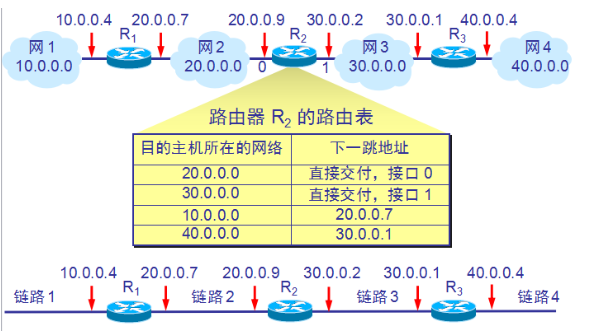 10.0.0.4 R1 20.0.0.7 20.0.0.9 R2 30.0.0.2 30.0.0.1 R3 40.0.0.4
网1 网2 网3 网4
10.0.0.0 20.0.0.0 0 1 30.0.0.0 40.0.0.0
路由器 R2 的路由表
目的主机所在的网络 下一跳地址
20.0.0.0 直接交付，接口 0
30.0.0.0 直接交付，接口 1
10.0.0.0 20.0.0.7
40.0.0.0 30.0.0.1
10.0.0.4 20.0.0.7 20.0.0.9 30.0.0.2 30.0.0.1 40.0.0.4
链路1 R1 链路2 R2 链路3 R3 链路4